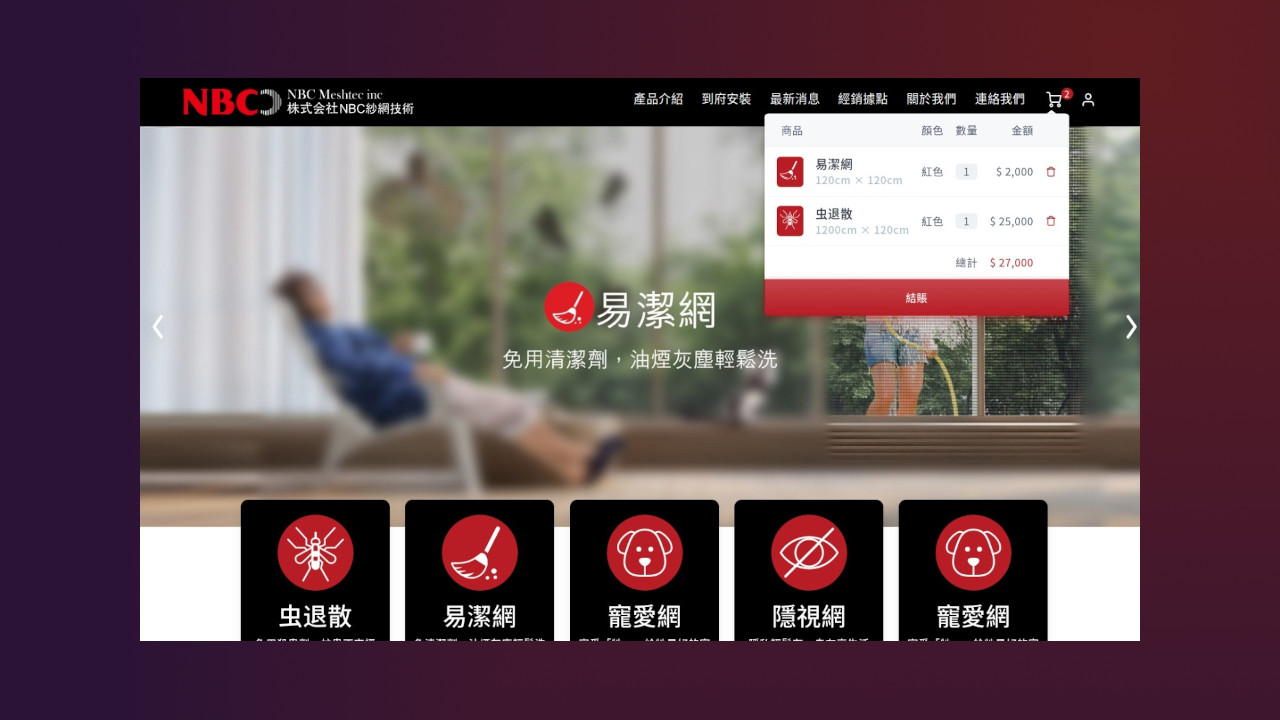 NBC
NBC Meshtec inc
株式会社NBC紗網技術
產品介紹 到府安裝 最新消息 經銷據點 關於我們 連絡我們 2
商品 顏色 數量 金額
易潔網 紅色 1 $ 2,000
120cm × 120cm
虫退散 紅色 1 $ 25,000
1200cm × 120cm
總計 $ 27,000
結賬
易潔網
免用清潔劑，油煙灰塵輕鬆洗
虫退散 易潔網 寵愛網 隱視網 寵愛網